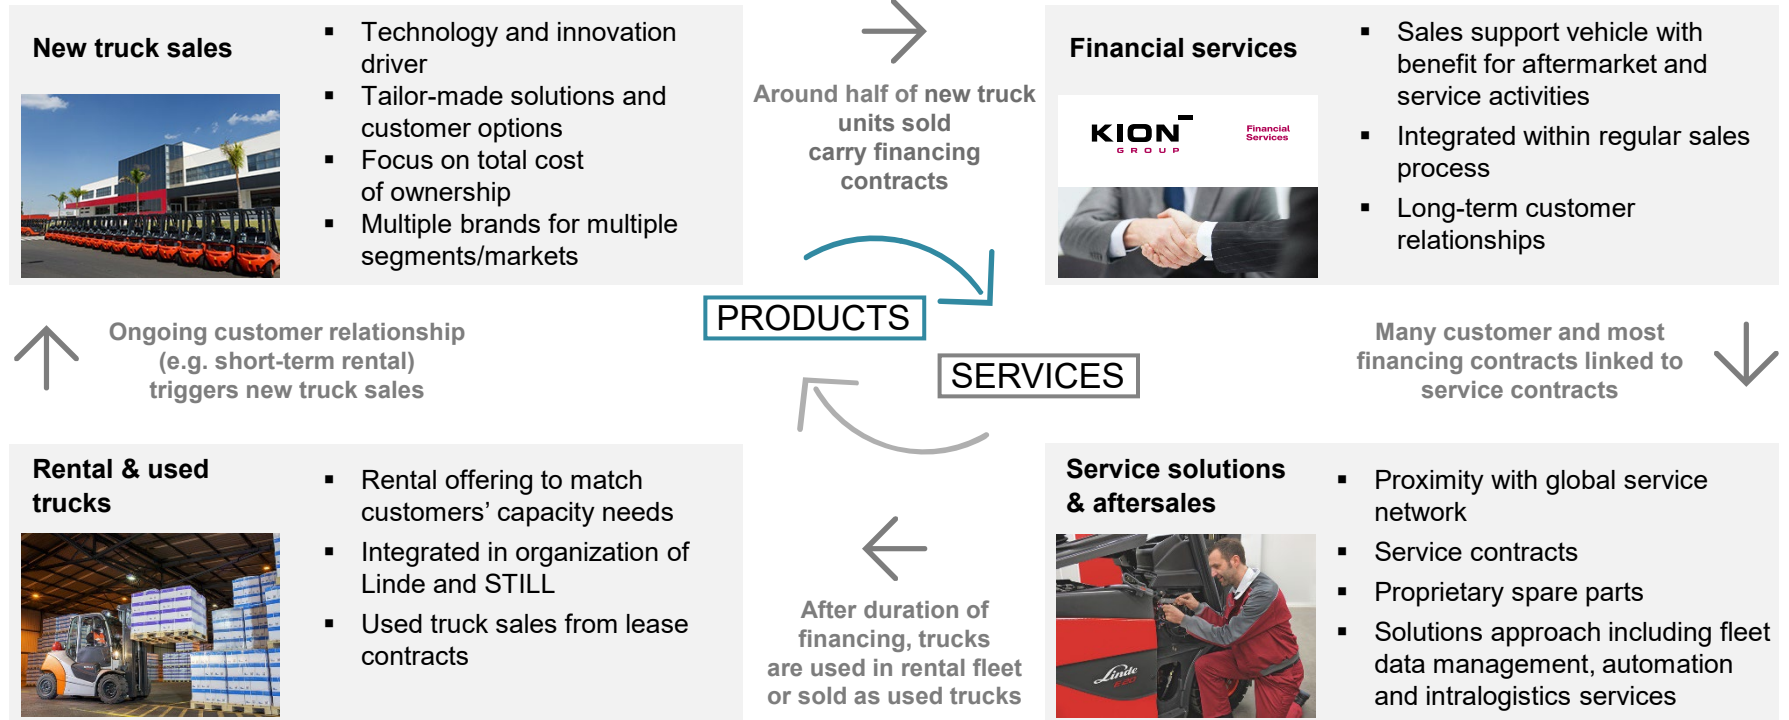 New truck sales
▪ Technology and innovation
driver
▪ Tailor-made solutions and
customer options
▪ Focus on total cost
of ownership
▪ Multiple brands for multiple
segments/markets
Around half of new truck
units sold
carry financing
contracts
Financial services
KION
GROUP
Financial
Services
▪ Sales support vehicle with
benefit for aftermarket and
service activities
▪ Integrated within regular sales
process
▪ Long-term customer
relationships
PRODUCTS
SERVICES
Ongoing customer relationship
(e.g. short-term rental)
triggers new truck sales
Many customer and most
financing contracts linked to
service contracts
Rental & used
trucks
▪ Rental offering to match
customers’ capacity needs
▪ Integrated in organization of
Linde and STILL
▪ Used truck sales from lease
contracts
After duration of
financing, trucks
are used in rental fleet
or sold as used trucks
Service solutions
& aftersales
Linde
▪ Proximity with global service
network
▪ Service contracts
▪ Proprietary spare parts
▪ Solutions approach including fleet
data management, automation
and intralogistics services